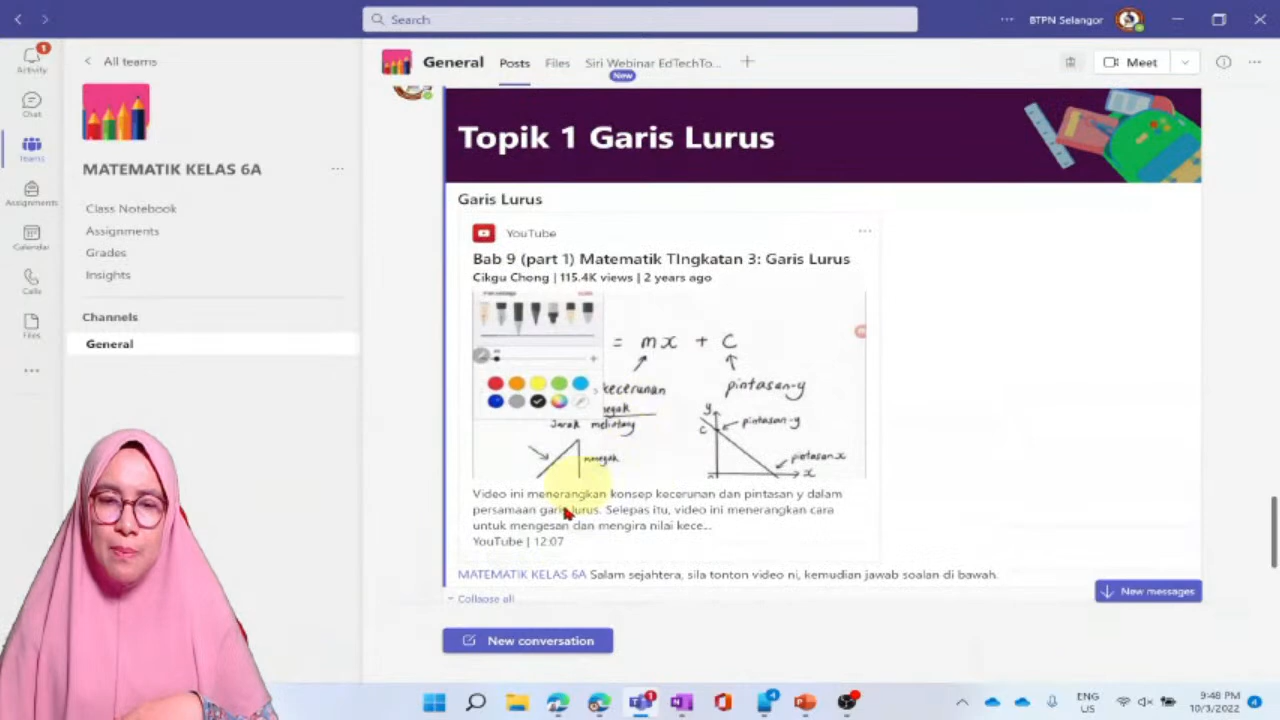 Search
BTPN Selangor
Activity
1
Chat
Teams
Assignments
Calendar
Calls
Files
All teams
MATEMATIK KELAS 6A
Class Notebook
Assignments
Grades
Insights
Channels
General
General
Posts
Files
Siri Webinar EdTechTo...
New
Meet
Topik 1 Garis Lurus
Garis Lurus
YouTube
Bab 9 (part 1) Matematik TIngkatan 3: Garis Lurus
Cikgu Chong | 115.4K views | 2 years ago
= mx + C
kecerunan
pintasan-y
Jarak melintang
y
c
pintasan-y
pintasan x
x
Video ini menerangkan konsep kecerunan dan pintasan y dalam
persamaan garis lurus. Selepas itu, video ini menerangkan cara
untuk mengesan dan mengira nilai kece...
YouTube | 12:07
MATEMATIK KELAS 6A Salam sejahtera, sila tonton video ni, kemudian jawab soalan di bawah.
Collapse all
New messages
New conversation
1
4
ENG
US
9:48 PM
10/3/2022
4